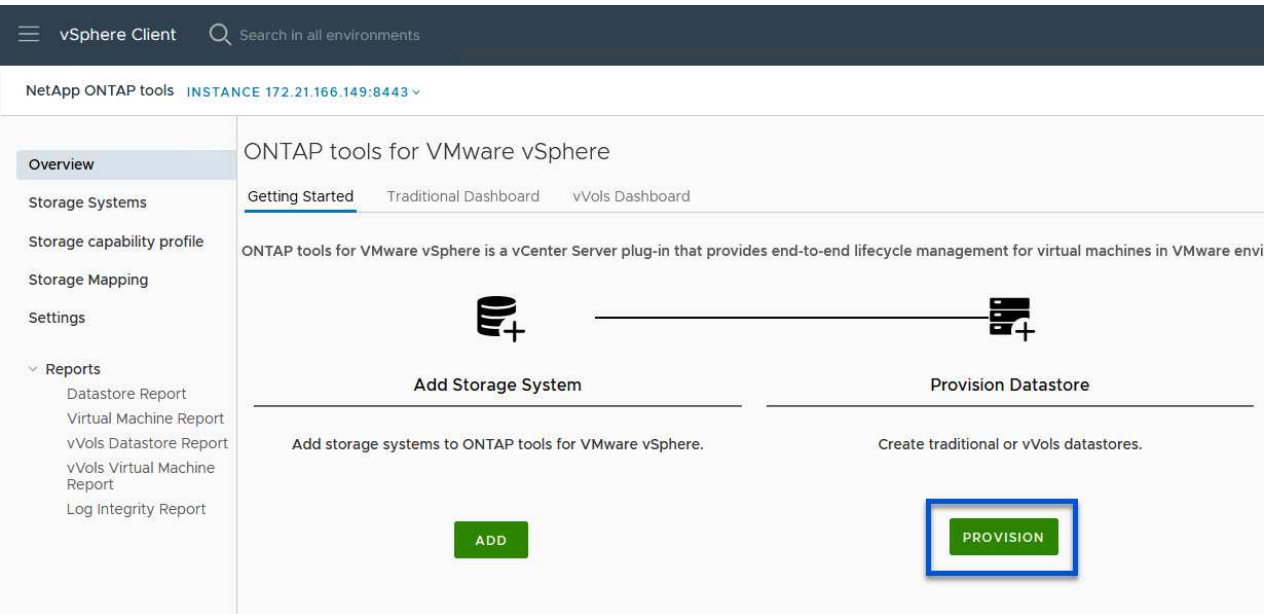 vSphere Client
Search in all environments
NetApp ONTAP tools INSTANCE 172.21.166.149:8443
Overview
Storage Systems
Storage capability profile
Storage Mapping
Settings
Reports
Datastore Report
Virtual Machine Report
vVols Datastore Report
vVols Virtual Machine
Report
Log Integrity Report
ONTAP tools for VMware vSphere
Getting Started Traditional Dashboard vVols Dashboard
ONTAP tools for VMware vSphere is a vCenter Server plug-in that provides end-to-end lifecycle management for virtual machines in VMware envi
Add Storage System
Add storage systems to ONTAP tools for VMware vSphere.
ADD
Provision Datastore
Create traditional or vVols datastores.
PROVISION